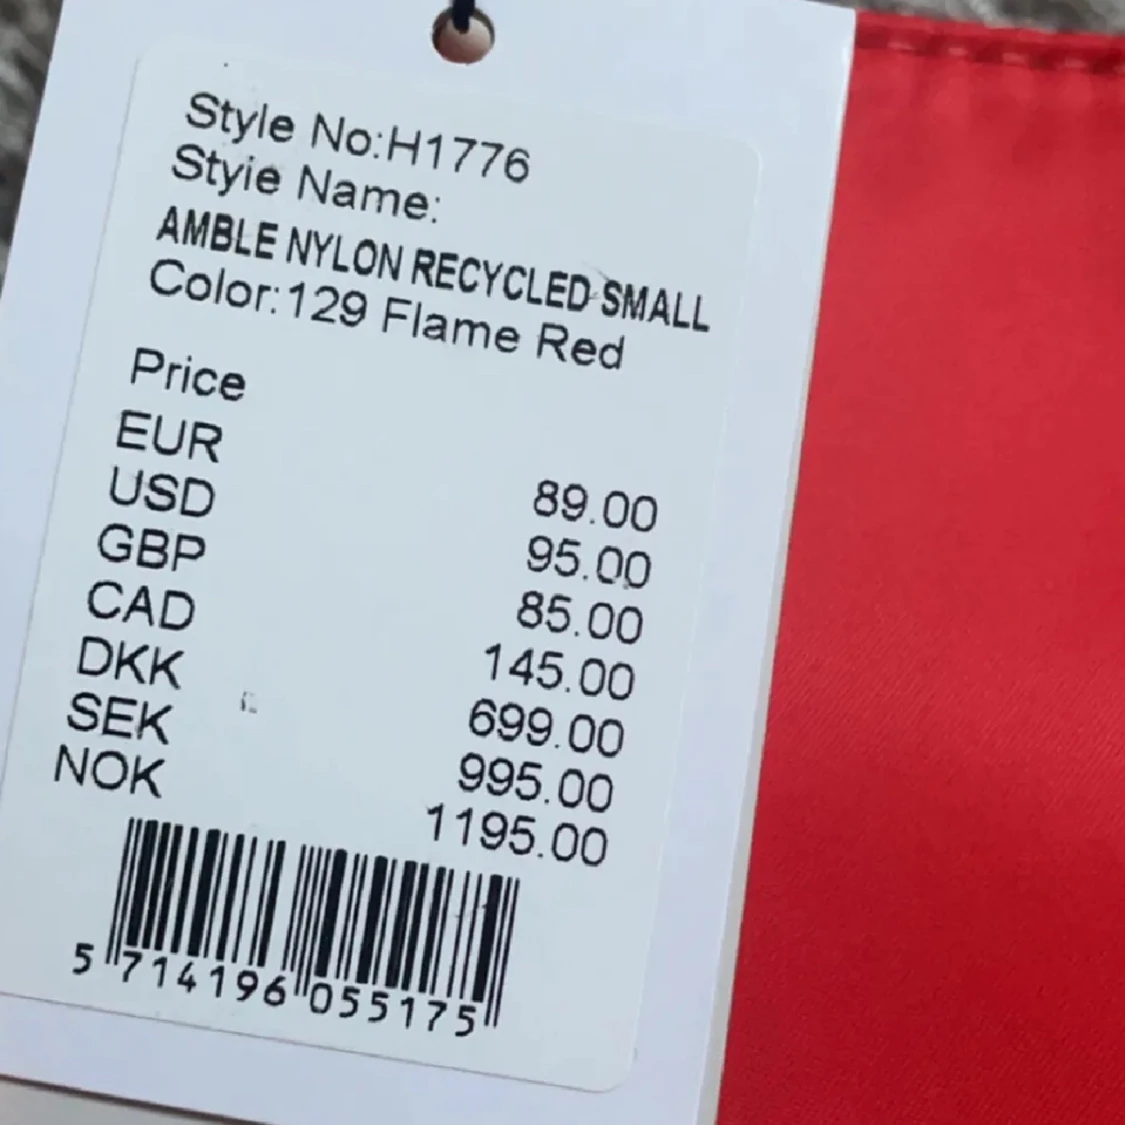 Style No:H1776
Styie Name:
AMBLE NYLON RECYCLED SMALL
Color:129 Flame Red
Price
EUR 89.00
USD 95.00
GBP 85.00
CAD 145.00
DKK 699.00
SEK 995.00
NOK 1195.00
5 714196 055175